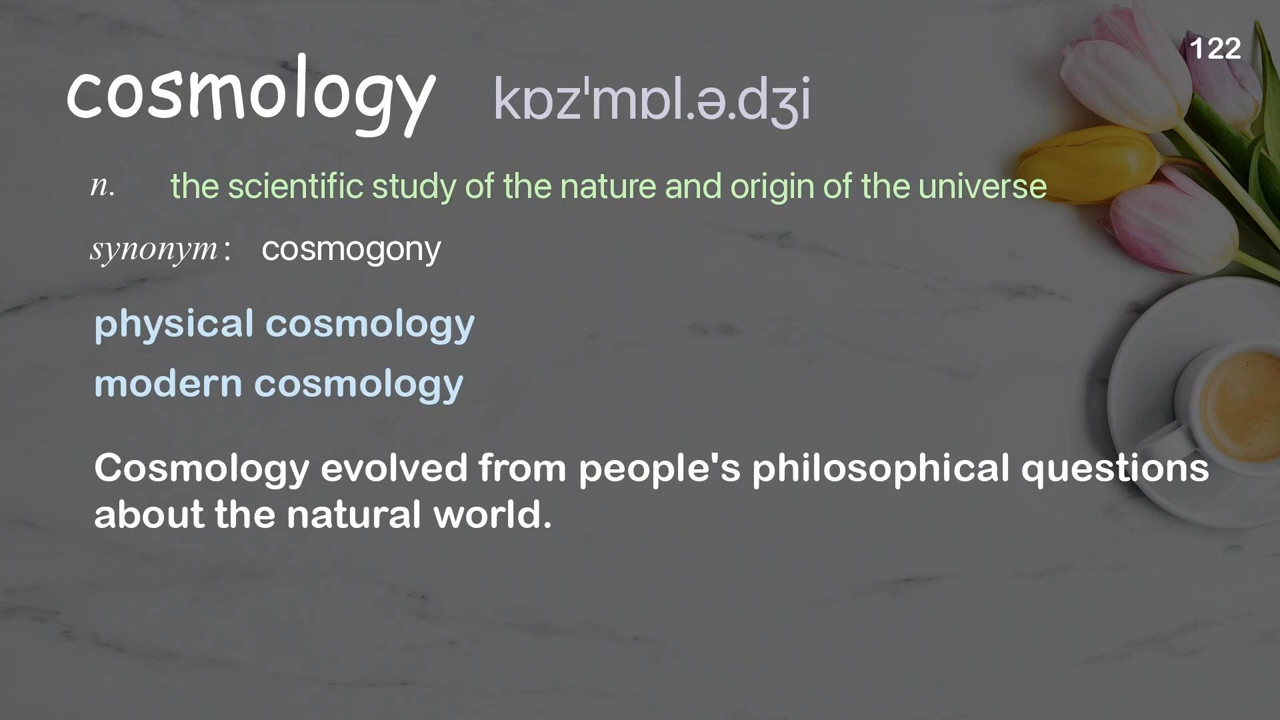 122
cosmology kɒzˈmɒl.ə.dʒi
n. the scientific study of the nature and origin of the universe
synonym: cosmogony
physical cosmology
modern cosmology
Cosmology evolved from people's philosophical questions
about the natural world.